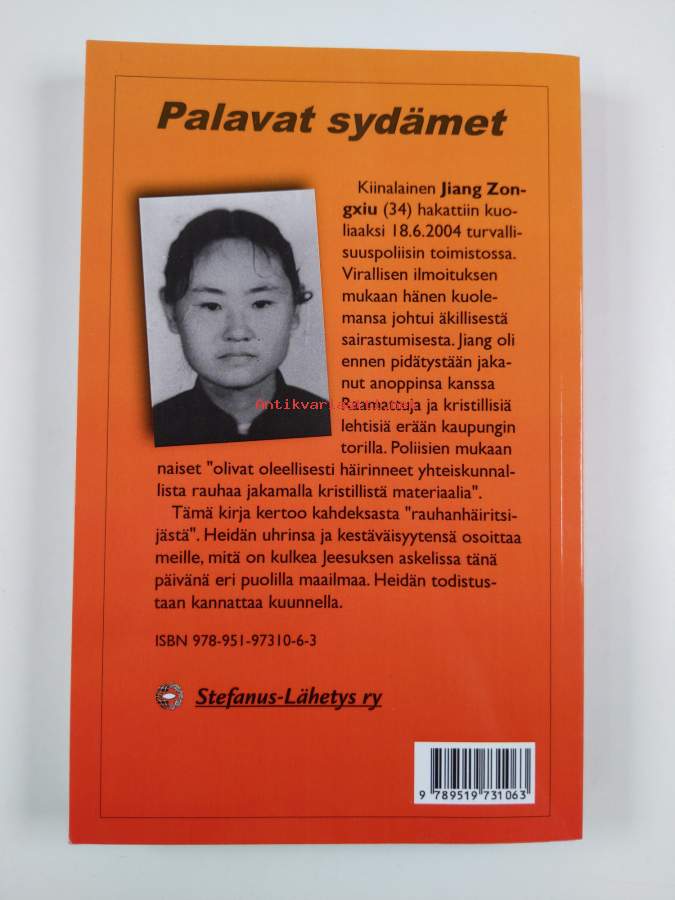 Palavat sydämet
Kiinalainen Jiang Zon-
gxiu (34) hakattiin kuo-
liaaksi 18.6.2004 turvalli-
suuspoliisin toimistossa.
Virallisen ilmoituksen
mukaan hänen kuole-
mansa johtui äkillisestä
sairastumisesta. Jiang oli
ennen pidätystään jaka-
nut anoppinsa kanssa
Antikvariaatti.net
Raamattuja ja kristillisiä
lehtisiä erään kaupungin
torilla. Poliisien mukaan
naiset "olivat oleellisesti häirinneet yhteiskunnal-
lista rauhaa jakamalla kristillistä materiaalia".
Tämä kirja kertoo kahdeksasta "rauhanhäiritsi-
jästä". Heidän uhrinsa ja kestäväisyytensä osoittaa
meille, mitä on kulkea Jeesuksen askelissa tänä
päivänä eri puolilla maailmaa. Heidän todistus-
taan kannattaa kuunnella.
ISBN 978-951-97310-6-3
Stefanus-Lähetys ry
9 789519 731063